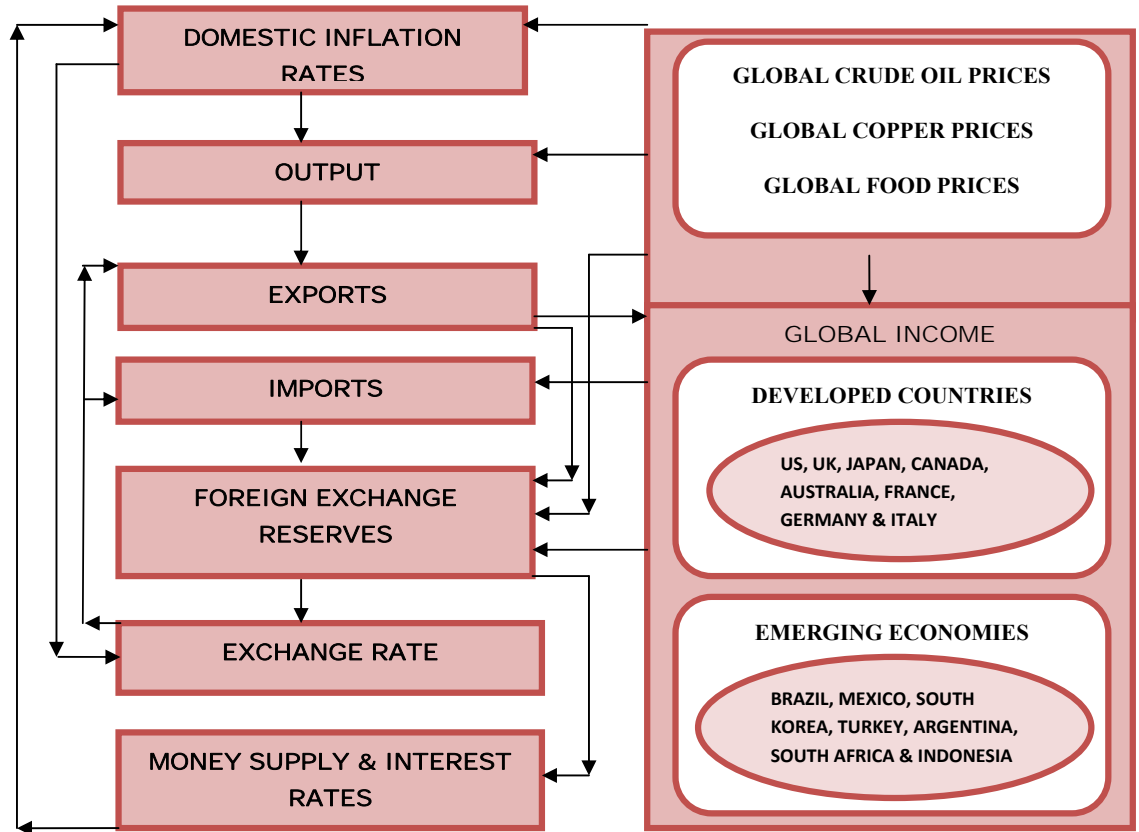 DOMESTIC INFLATION
RATES
OUTPUT
EXPORTS
IMPORTS
FOREIGN EXCHANGE
RESERVES
EXCHANGE RATE
MONEY SUPPLY & INTEREST
RATES
GLOBAL CRUDE OIL PRICES
GLOBAL COPPER PRICES
GLOBAL FOOD PRICES
GLOBAL INCOME
DEVELOPED COUNTRIES
US, UK, JAPAN, CANADA,
AUSTRALIA, FRANCE,
GERMANY & ITALY
EMERGING ECONOMIES
BRAZIL, MEXICO, SOUTH
KOREA, TURKEY, ARGENTINA,
SOUTH AFRICA & INDONESIA